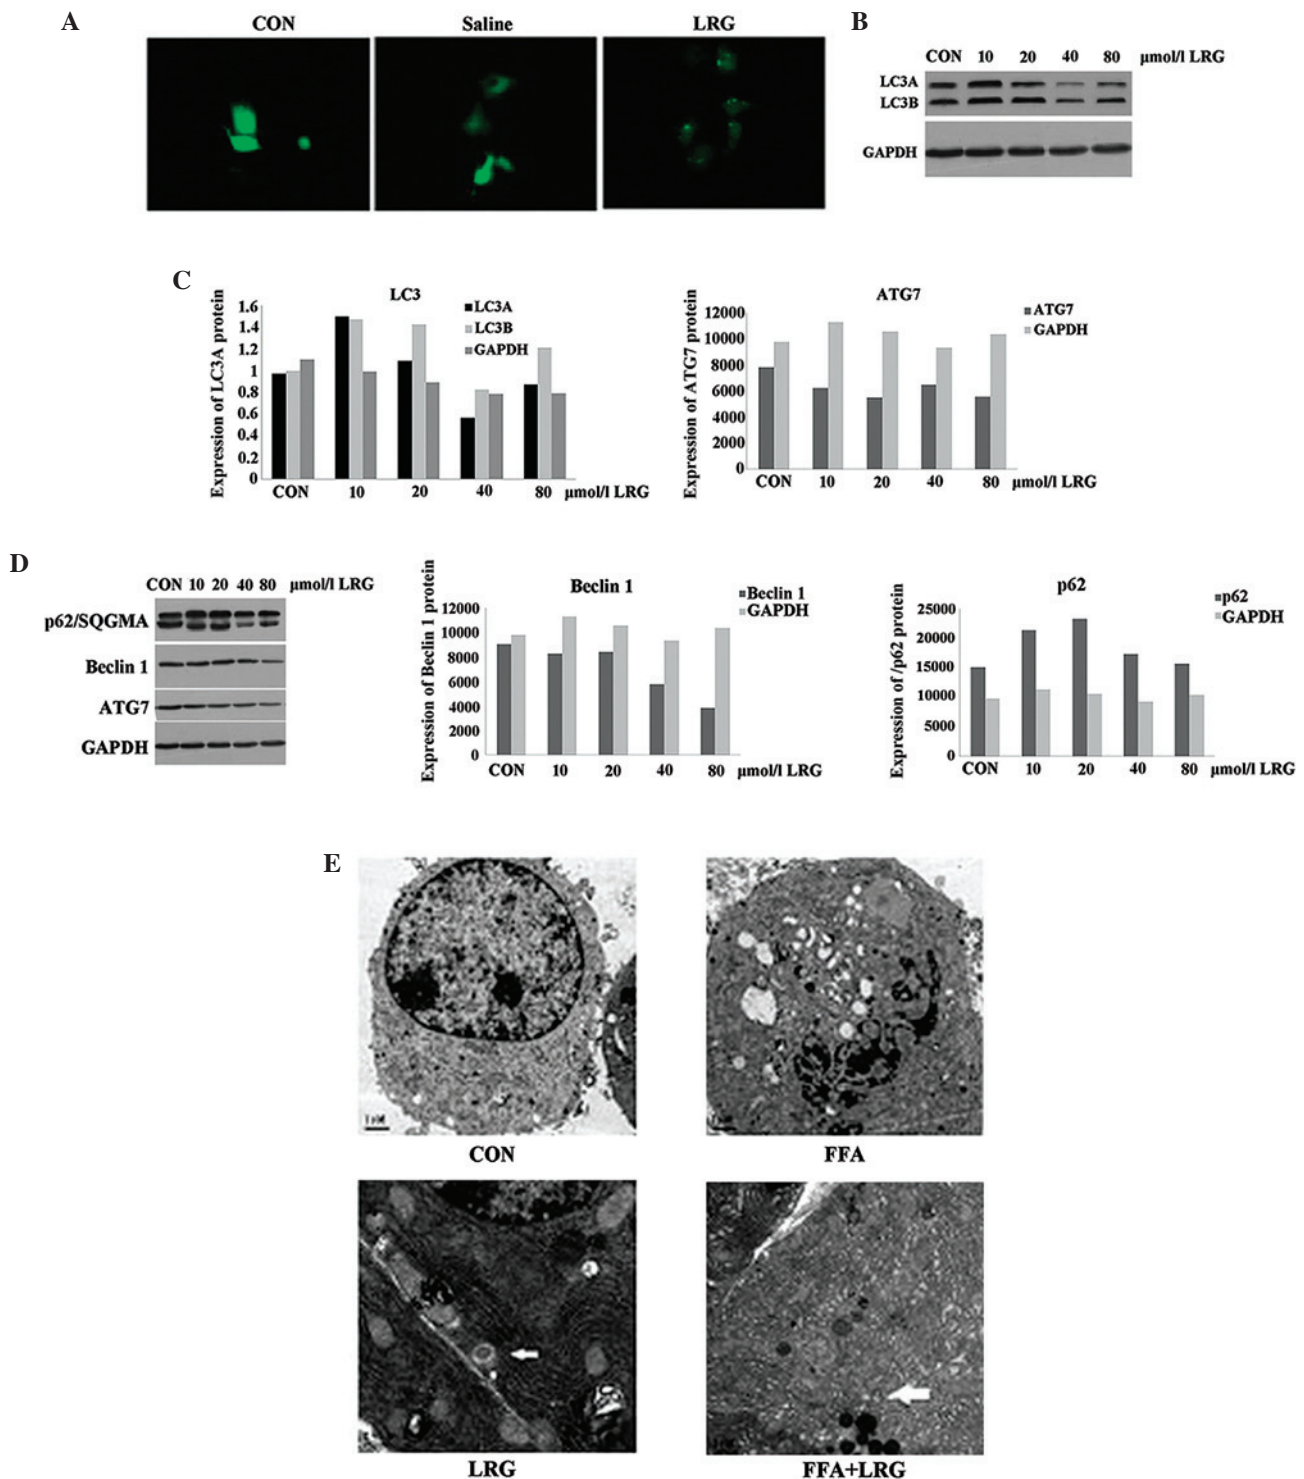 A
CON
Saline
LRG
B
CON 10 20 40 80 µmol/l LRG
LC3A
LC3B
GAPDH
C
Expression of LC3A protein
LC3
LC3A
LC3B
GAPDH
1.6
1.4
1.2
1
0.8
0.6
0.4
0.2
0
CON 10 20 40 80 µmol/l LRG
Expression of ATG7 protein
ATG7
ATG7
GAPDH
12000
10000
8000
6000
4000
2000
0
CON 10 20 40 80 µmol/l LRG
D
CON 10 20 40 80 µmol/l LRG
p62/SQGMA
Beclin 1
ATG7
GAPDH
Expression of Beclin 1 protein
Beclin 1
Beclin 1
GAPDH
12000
10000
8000
6000
4000
2000
0
CON 10 20 40 80 µmol/l LRG
Expression of /p62 protein
p62
p62
GAPDH
25000
20000
15000
10000
5000
0
CON 10 20 40 80 µmol/l LRG
E
CON
FFA
LRG
FFA+LRG